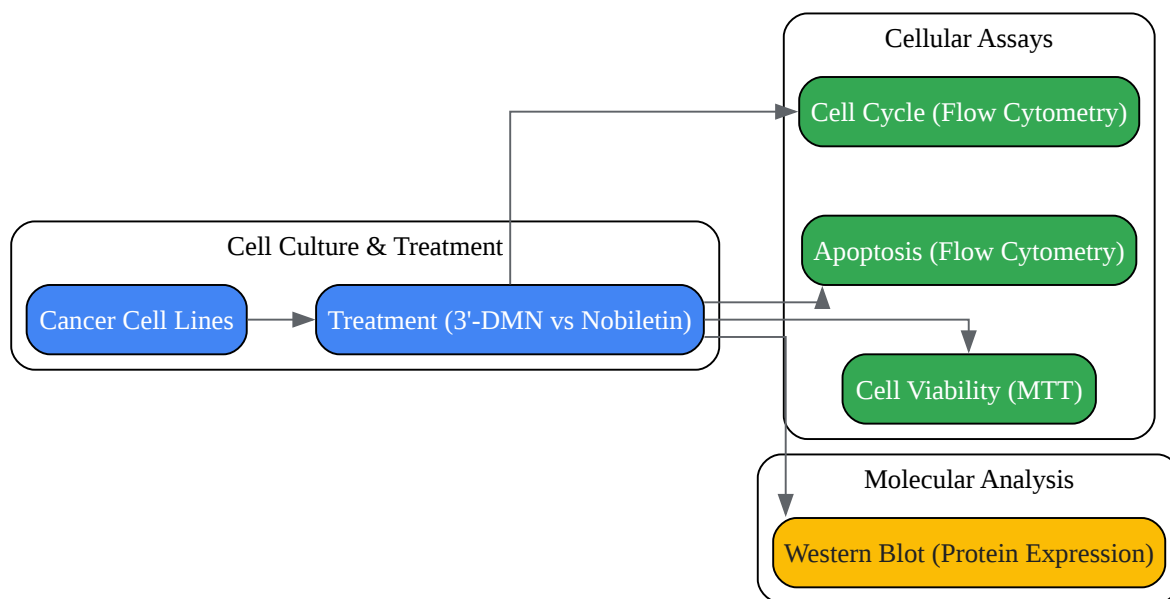 Cellular Assays
Cell Cycle (Flow Cytometry)
Apoptosis (Flow Cytometry)
Cell Culture & Treatment
Cancer Cell Lines
Treatment (3'-DMN vs Nobiletin)
Cell Viability (MTT)
Molecular Analysis
Western Blot (Protein Expression)